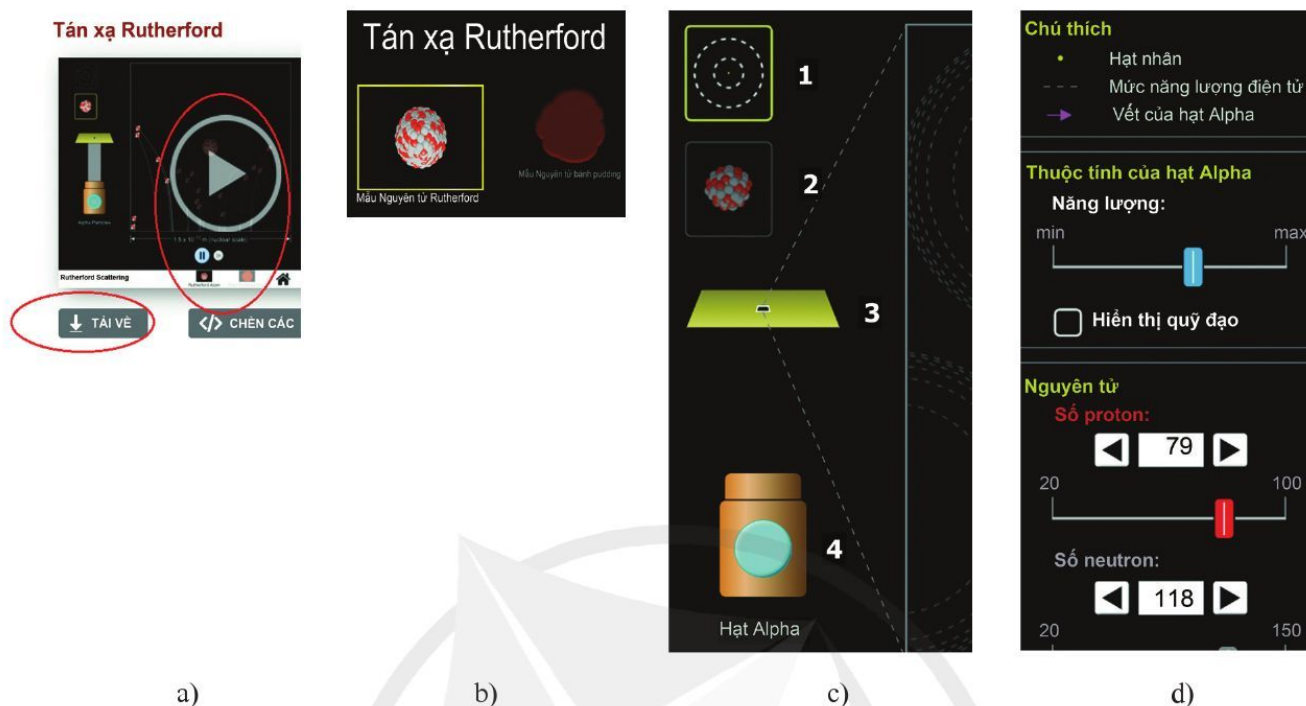 Tán xạ Rutherford
Rutherford Scattering
TẢI VỀ
CHÈN CÁC
a)
Tán xạ Rutherford
Mẫu Nguyên tử Rutherford
Mẫu Nguyên tử bánh pudding
b)
1
2
3
4
Hạt Alpha
c)
Chú thích
Hạt nhân
Mức năng lượng điện tử
Vết của hạt Alpha
Thuộc tính của hạt Alpha
Năng lượng:
min max
Hiển thị quỹ đạo
Nguyên tử
Số proton:
79
20 100
Số neutron:
118
20 150
d)